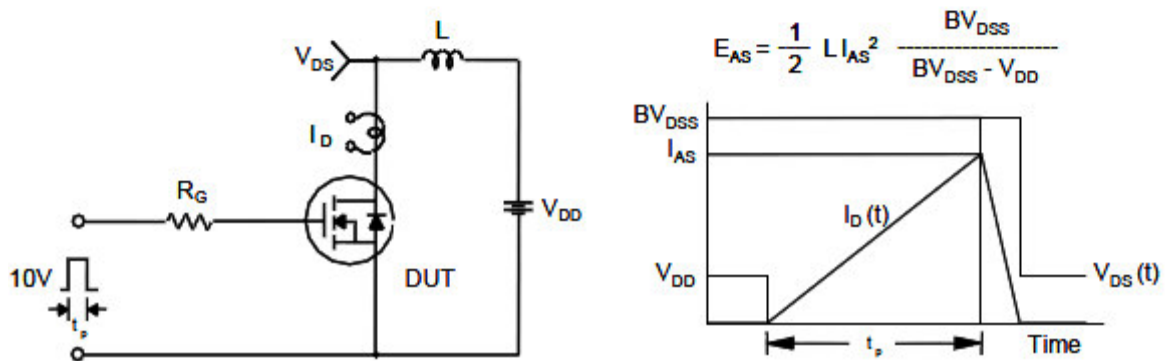 V_DS
L
I_D
R_G
10V
t_p
DUT
V_DD
E_AS = 1/2 L I_AS² BV_DSS / (BV_DSS - V_DD)
BV_DSS
I_AS
I_D (t)
V_DD
V_DS (t)
t_p
Time